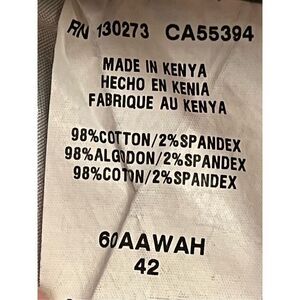 RN 130273 CA55394
MADE IN KENYA
HECHO EN KENIA
FABRIQUE AU KENYA
98%COTTON/2%SPANDEX
98%ALGODON/2%SPANDEX
98%COTON/2%SPANDEX
60AAWAH
42